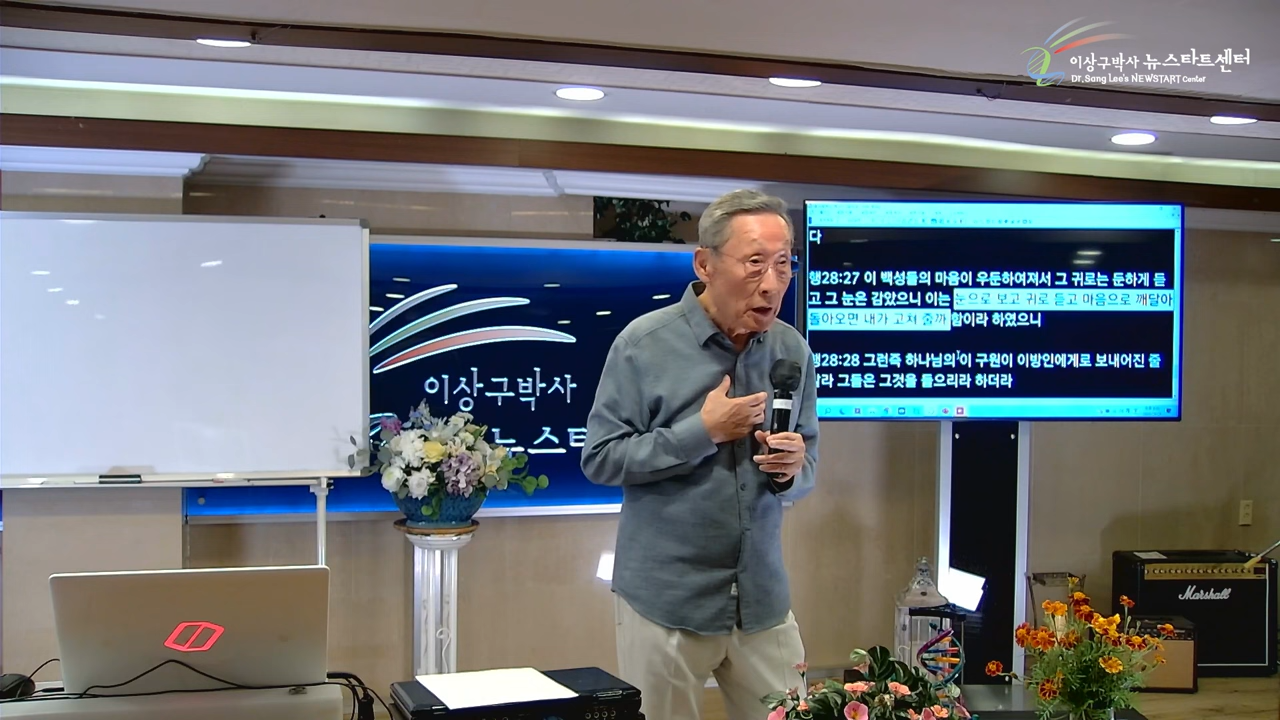 이상구박사 뉴스타트센터
Dr. Sang Lee's NEWSTART Center
다
행28:27 이 백성들의 마음이 우둔하여져서 그 귀로는 둔하게 듣
고 그 눈은 감았으니 이는 눈으로 보고 귀로 듣고 마음으로 깨달아
돌아오면 내가 고쳐 줄까 함이라 하였으니
행28:28 그런즉 하나님의 이 구원이 이방인에게로 보내어진 줄
알라 그들은 그것을 들으리라 하더라
이상구박사
뉴스타
Marshall